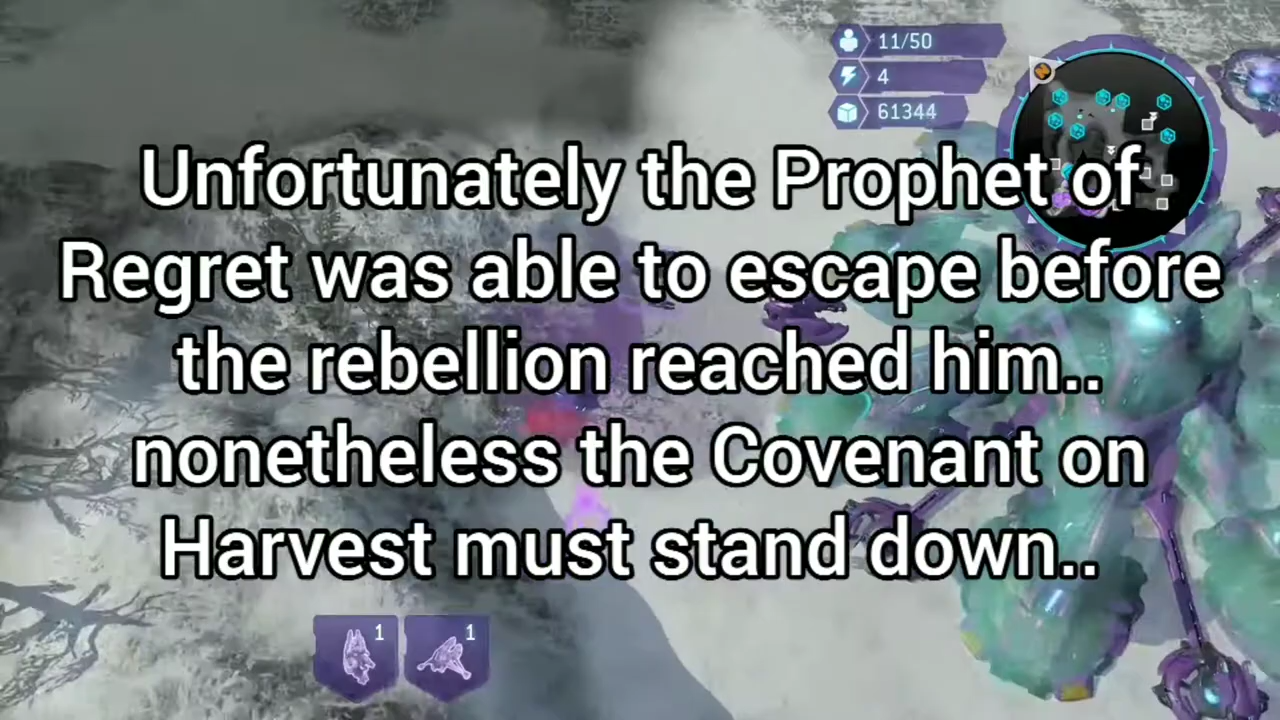 11/50
4
61344
Unfortunately the Prophet of
Regret was able to escape before
the rebellion reached him..
nonetheless the Covenant on
Harvest must stand down..
1
1